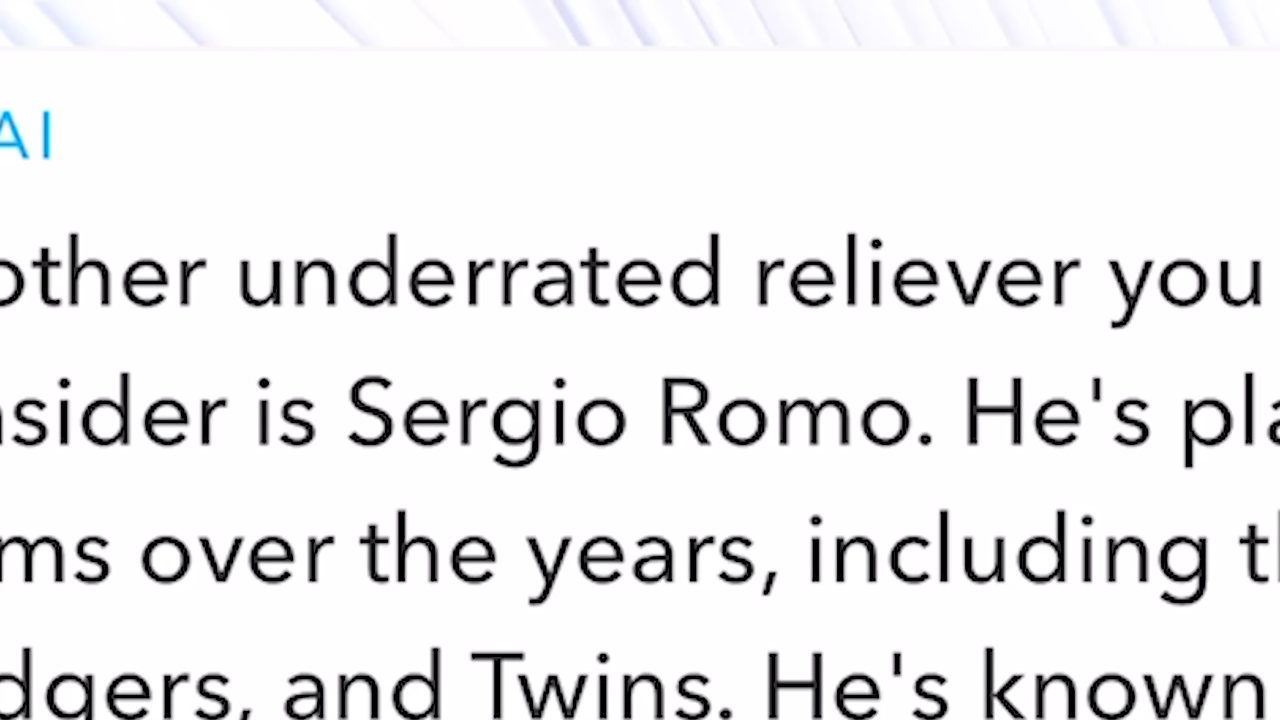 AI
other underrated reliever you
nsider is Sergio Romo. He's pla
ms over the years, including th
dgers, and Twins. He's known